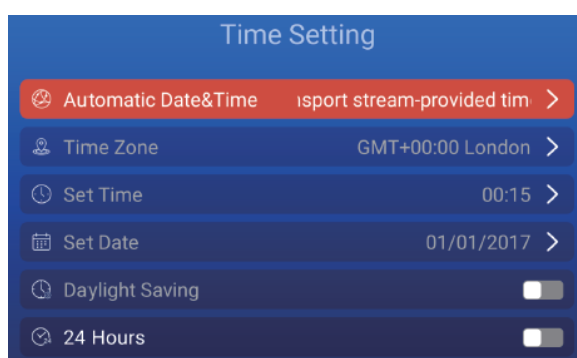 Time Setting
Automatic Date&Time nsport stream-provided tim
Time Zone GMT+00:00 London
Set Time 00:15
Set Date 01/01/2017
Daylight Saving
24 Hours